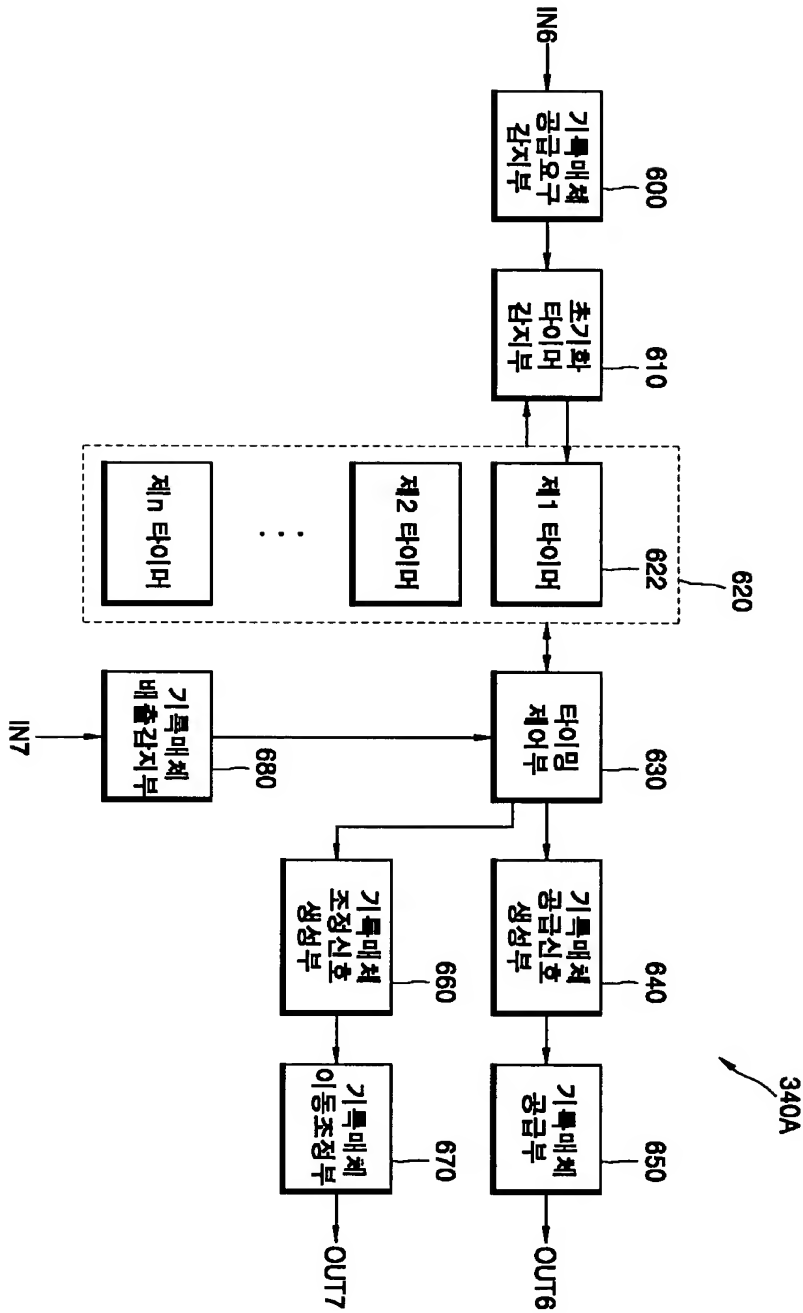 340A
IN6
600
기록매체
공급요구
감지부
610
초기화
타이머
감지부
620
622
제1 타이머
제2 타이머
...
제n 타이머
630
타이밍
제어부
640
기록매체
공급신호
생성부
650
기록매체
공급부
OUT6
660
기록매체
조정신호
생성부
670
기록매체
이동조정부
OUT7
680
기록매체
배출감지부
IN7